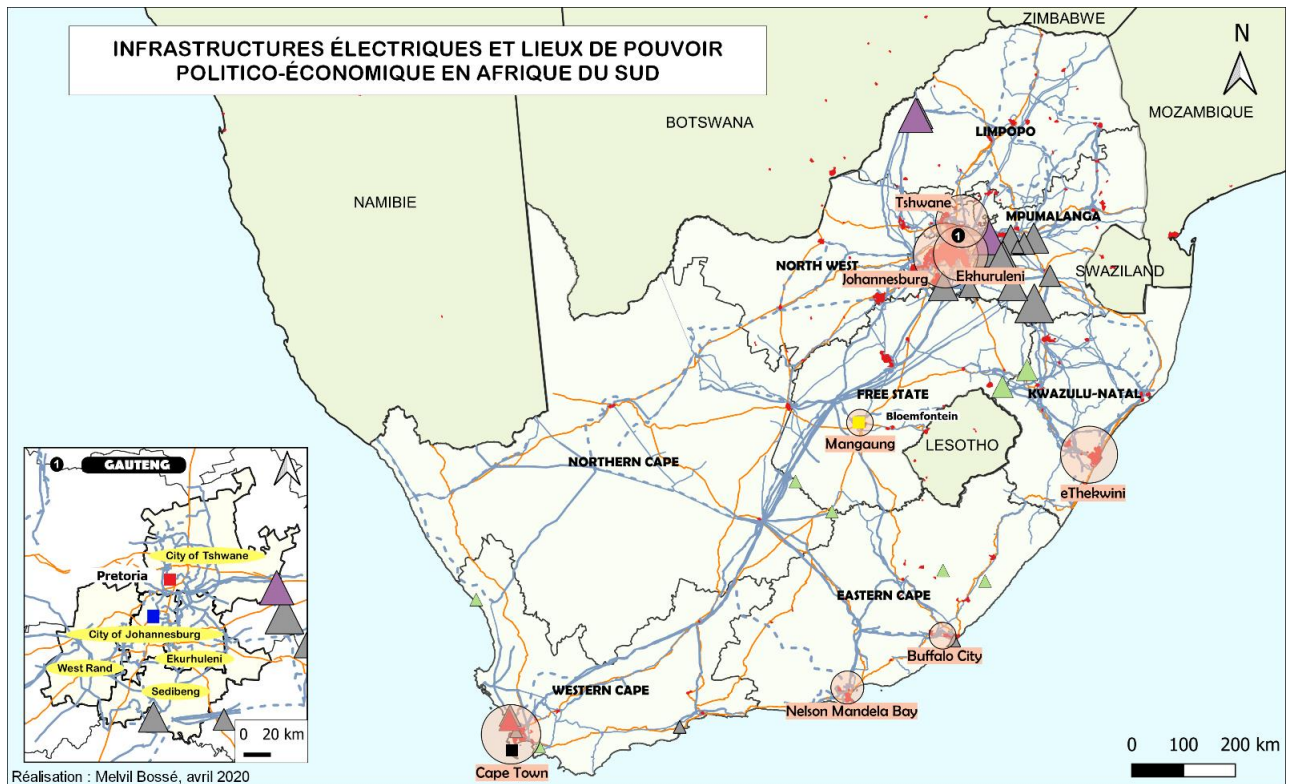 INFRASTRUCTURES ÉLECTRIQUES ET LIEUX DE POUVOIR
POLITICO-ÉCONOMIQUE EN AFRIQUE DU SUD
ZIMBABWE
N
MOZAMBIQUE
BOTSWANA
LIMPOPO
NAMIBIE
Tshwane
MPUMALANGA
1
NORTH WEST
SWAZILAND
Johannesburg
Ekhuruleni
FREE STATE
KWAZULU-NATAL
Bloemfontein
Mangaung
LESOTHO
NORTHERN CAPE
eThekwini
EASTERN CAPE
Buffalo City
WESTERN CAPE
Nelson Mandela Bay
Cape Town
0 100 200 km
1 GAUTENG
City of Tshwane
Pretoria
City of Johannesburg
West Rand
Ekurhuleni
Sedibeng
0 20 km
Réalisation : Melvil Bossé, avril 2020